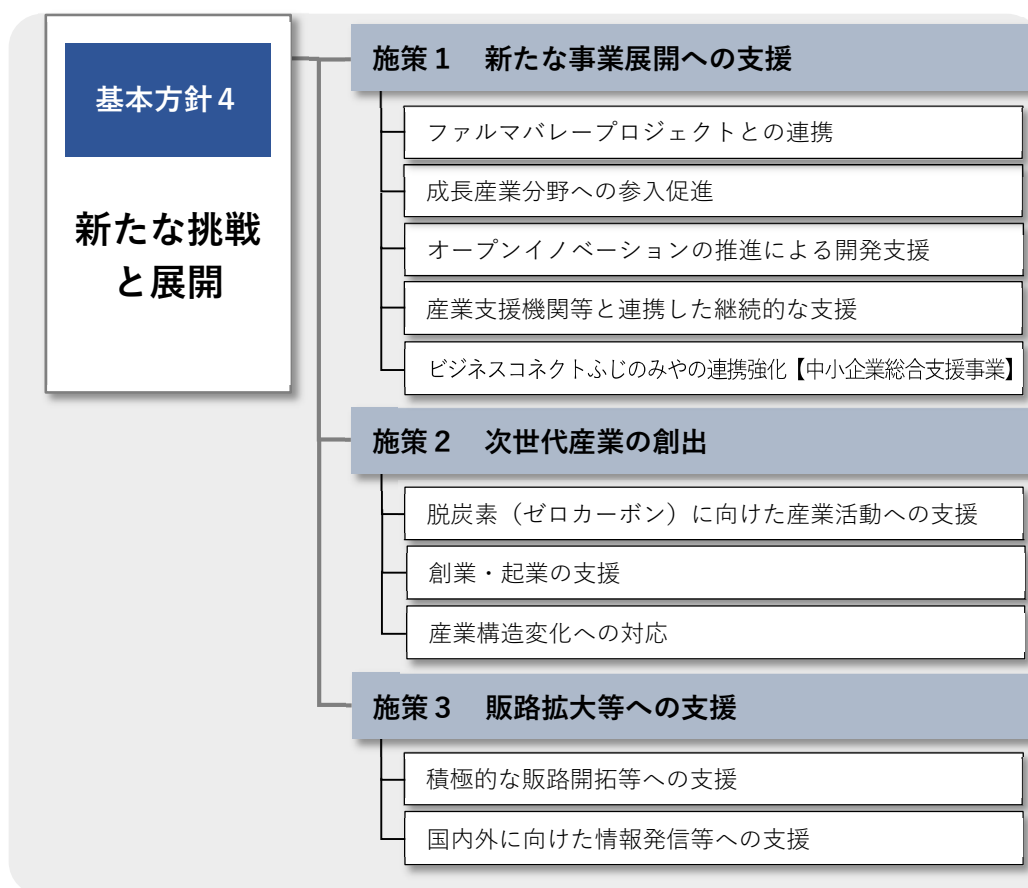 基本方針4
新たな挑戦
と展開
施策1 新たな事業展開への支援
ファルマバレープロジェクトとの連携
成長産業分野への参入促進
オープンイノベーションの推進による開発支援
産業支援機関等と連携した継続的な支援
ビジネスコネクトふじのみやの連携強化【中小企業総合支援事業】
施策2 次世代産業の創出
脱炭素（ゼロカーボン）に向けた産業活動への支援
創業・起業の支援
産業構造変化への対応
施策3 販路拡大等への支援
積極的な販路開拓等への支援
国内外に向けた情報発信等への支援